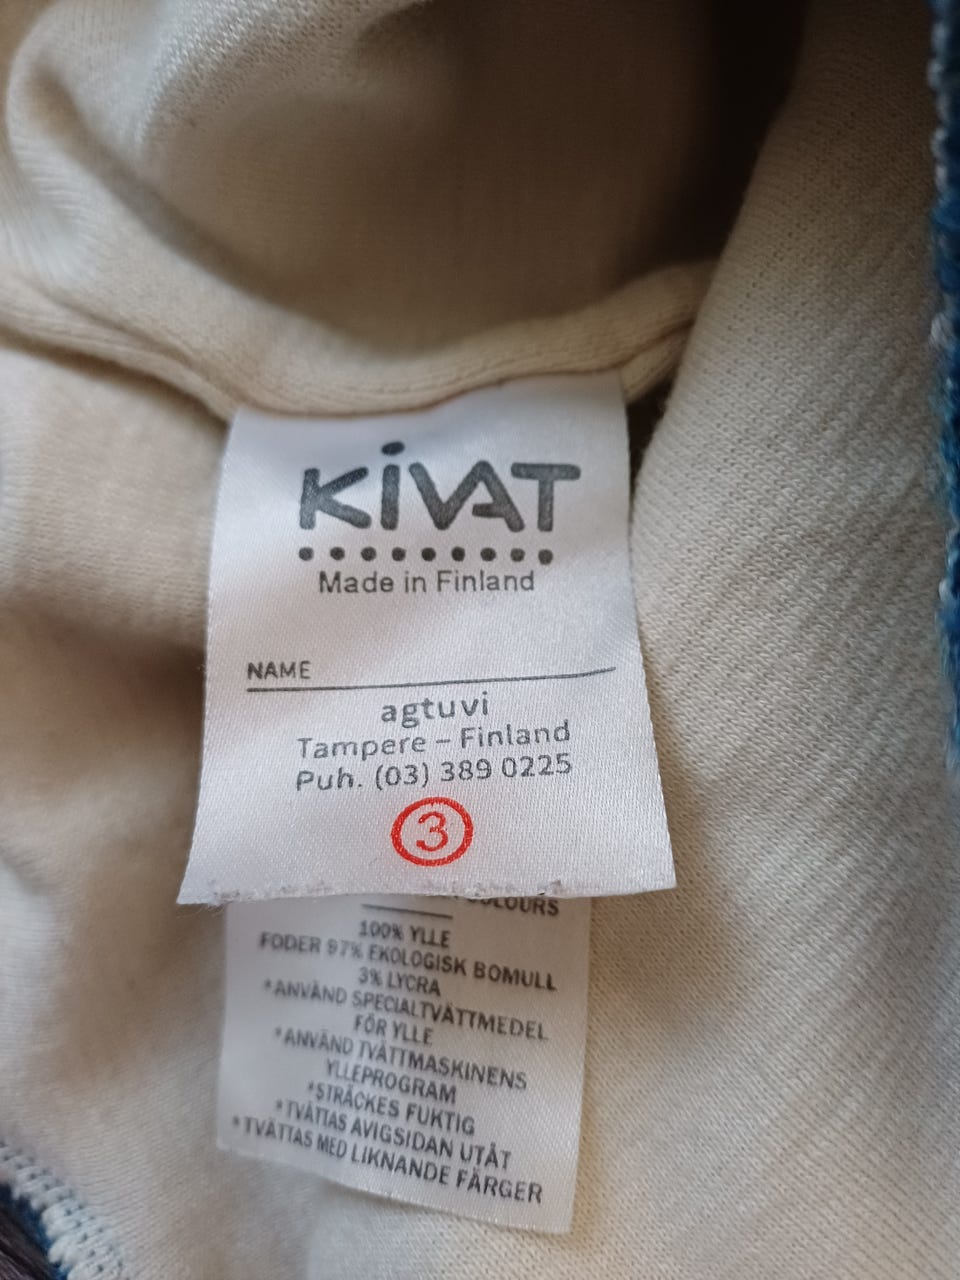 KiVAT
Made in Finland
NAME
agtuvi
Tampere – Finland
Puh. (03) 389 0225
3
COLOURS
100% YLLE
FODER 97% EKOLOGISK BOMULL
3% LYCRA
*ANVÄND SPECIALTVÄTTMEDEL
FÖR YLLE
*ANVÄND TVÄTTMASKINENS
YLLEPROGRAM
*STRÄCKES FUKTIG
*TVÄTTAS AVIGSIDAN UTÅT
*TVÄTTAS MED LIKNANDE FÄRGER